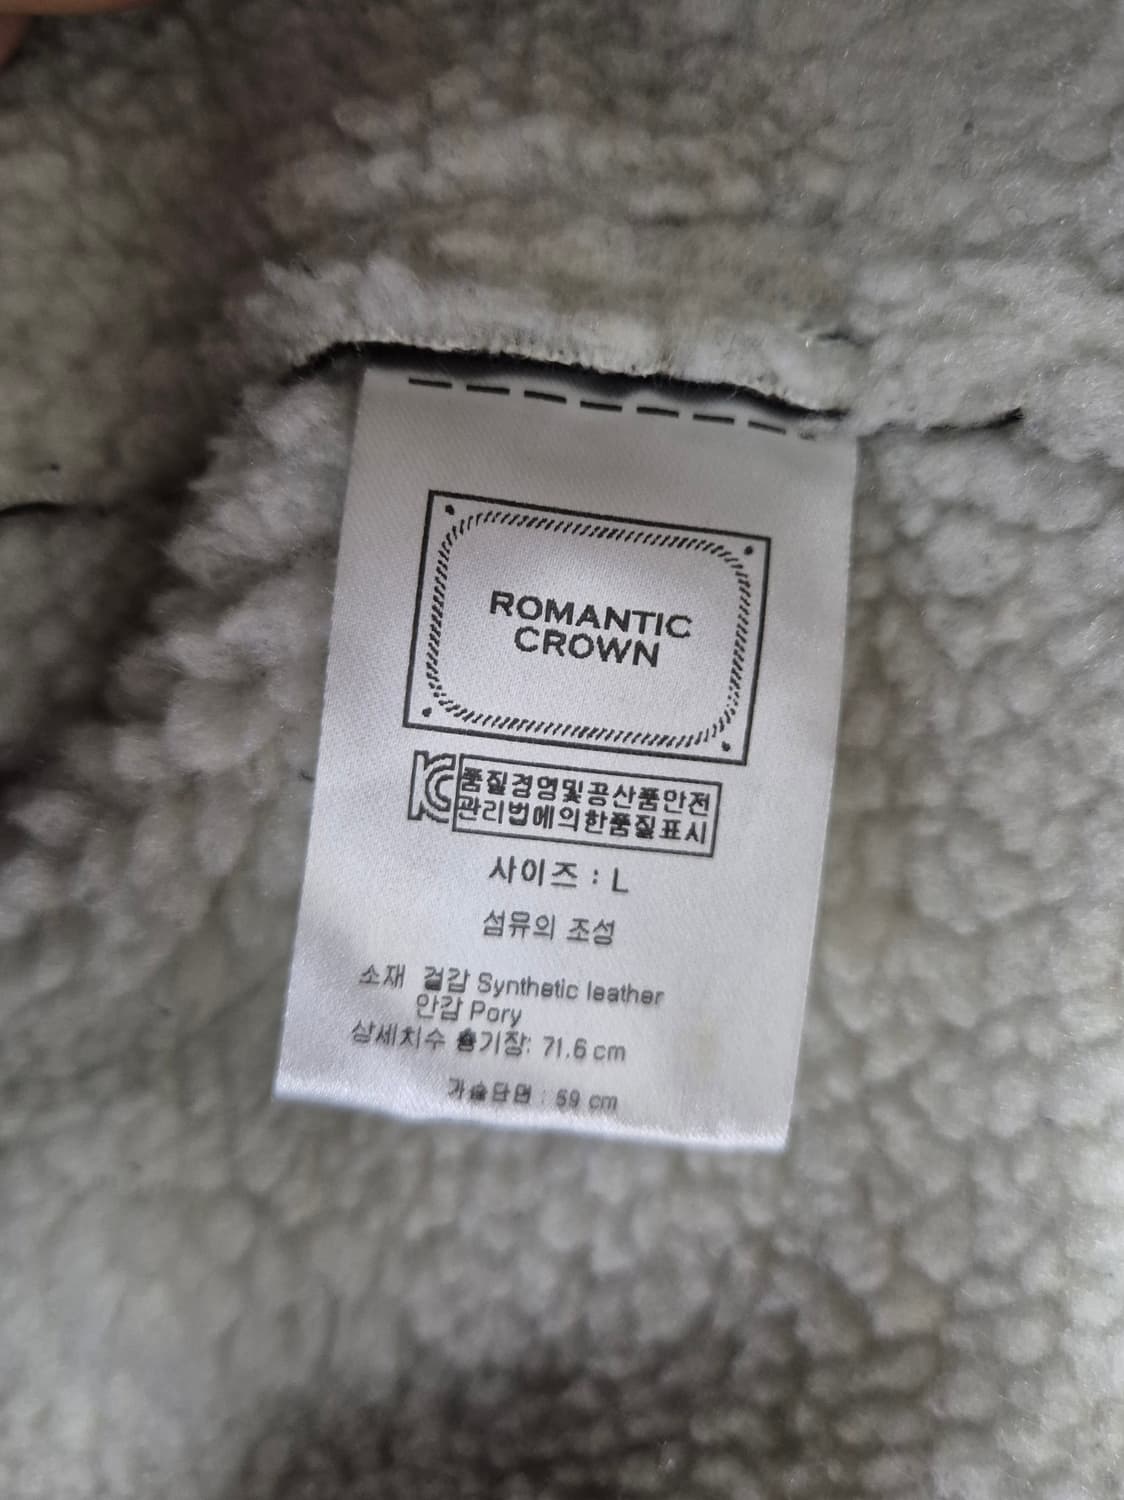 ROMANTIC
CROWN
KC 품질경영및공산품안전
관리법에의한품질표시
사이즈 : L
섬유의 조성
소재 겉감 Synthetic leather
안감 Pory
상세치수 총기장: 71.6 cm
가슴단면 : 59 cm